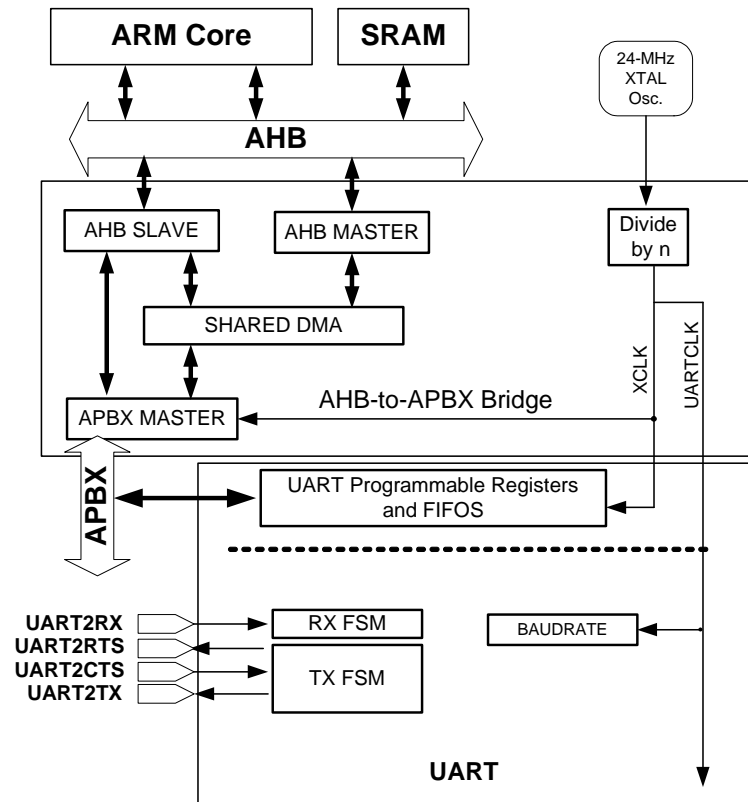 ARM Core
SRAM
24-MHz
XTAL
Osc.
AHB
AHB SLAVE
AHB MASTER
Divide
by n
SHARED DMA
XCLK
UARTCLK
AHB-to-APBX Bridge
APBX MASTER
APBX
UART Programmable Registers
and FIFOS
UART2RX
UART2RTS
UART2CTS
UART2TX
RX FSM
TX FSM
BAUDRATE
UART